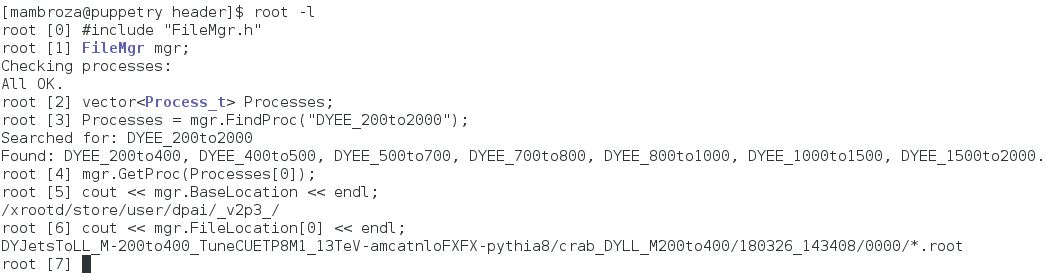 [mambroza@puppetry header]$ root -l
root [0] #include "FileMgr.h"
root [1] FileMgr mgr;
Checking processes:
All OK.
root [2] vector<Process_t> Processes;
root [3] Processes = mgr.FindProc("DYEE_200to2000");
Searched for: DYEE_200to2000
Found: DYEE_200to400, DYEE_400to500, DYEE_500to700, DYEE_700to800, DYEE_800to1000, DYEE_1000to1500, DYEE_1500to2000.
root [4] mgr.GetProc(Processes[0]);
root [5] cout << mgr.BaseLocation << endl;
/xrootd/store/user/dpai/_v2p3_/
root [6] cout << mgr.FileLocation[0] << endl;
DYJetsToLL_M-200to400_TuneCUETP8M1_13TeV-amcatnloFXFX-pythia8/crab_DYLL_M200to400/180326_143408/0000/*.root
root [7]